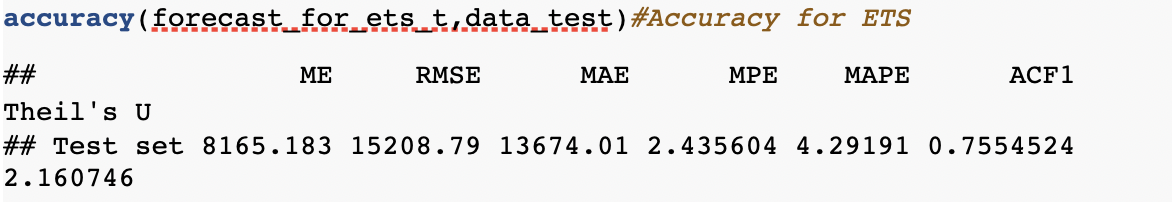 accuracy(forecast_for_ets_t,data_test)#Accuracy for ETS
## ME RMSE MAE MPE MAPE ACF1
Theil's U
## Test set 8165.183 15208.79 13674.01 2.435604 4.29191 0.7554524
2.160746